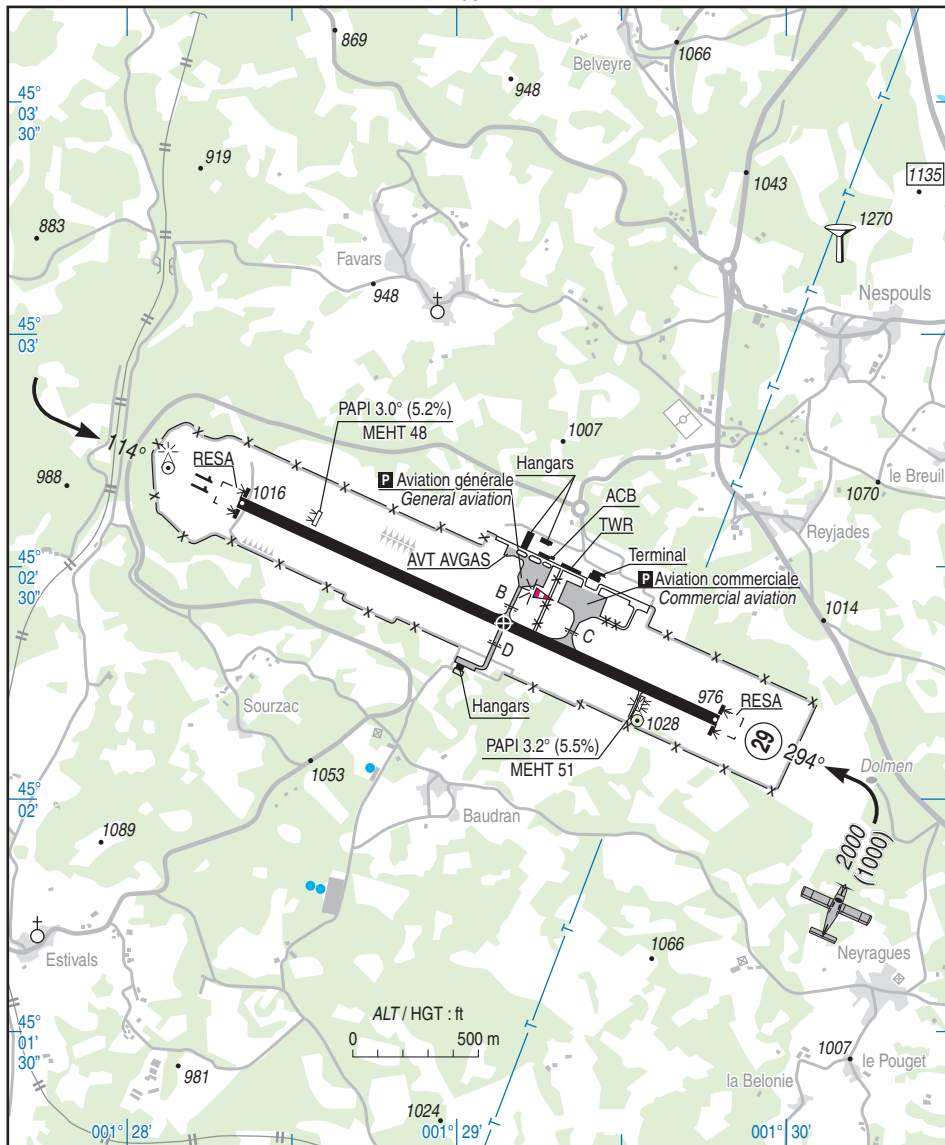 869
1066
Belveyre
948
45°
03'
30"
919
1043
1135
883
1270
Favars
948
Nespouls
45°
03'
PAPI 3.0° (5.2%)
MEHT 48
114°
1007
RESA
Hangars
988
P Aviation générale
General aviation
le Breuil
11
1016
ACB
1070
TWR
Reyjades
AVT AVGAS
Terminal
45°
02'
30"
P Aviation commerciale
Commercial aviation
B
1014
C
D
976
RESA
Hangars
Sourzac
1028
29
294°
PAPI 3.2° (5.5%)
MEHT 51
Dolmen
1053
45°
02'
Baudran
2000
(1000)
1089
T
Estivals
1066
Neyragues
ALT / HGT : ft
45°
01'
30"
0 500 m
1007
le Pouget
981
la Belonie
1024
001° 28'
001° 29'
001° 30'